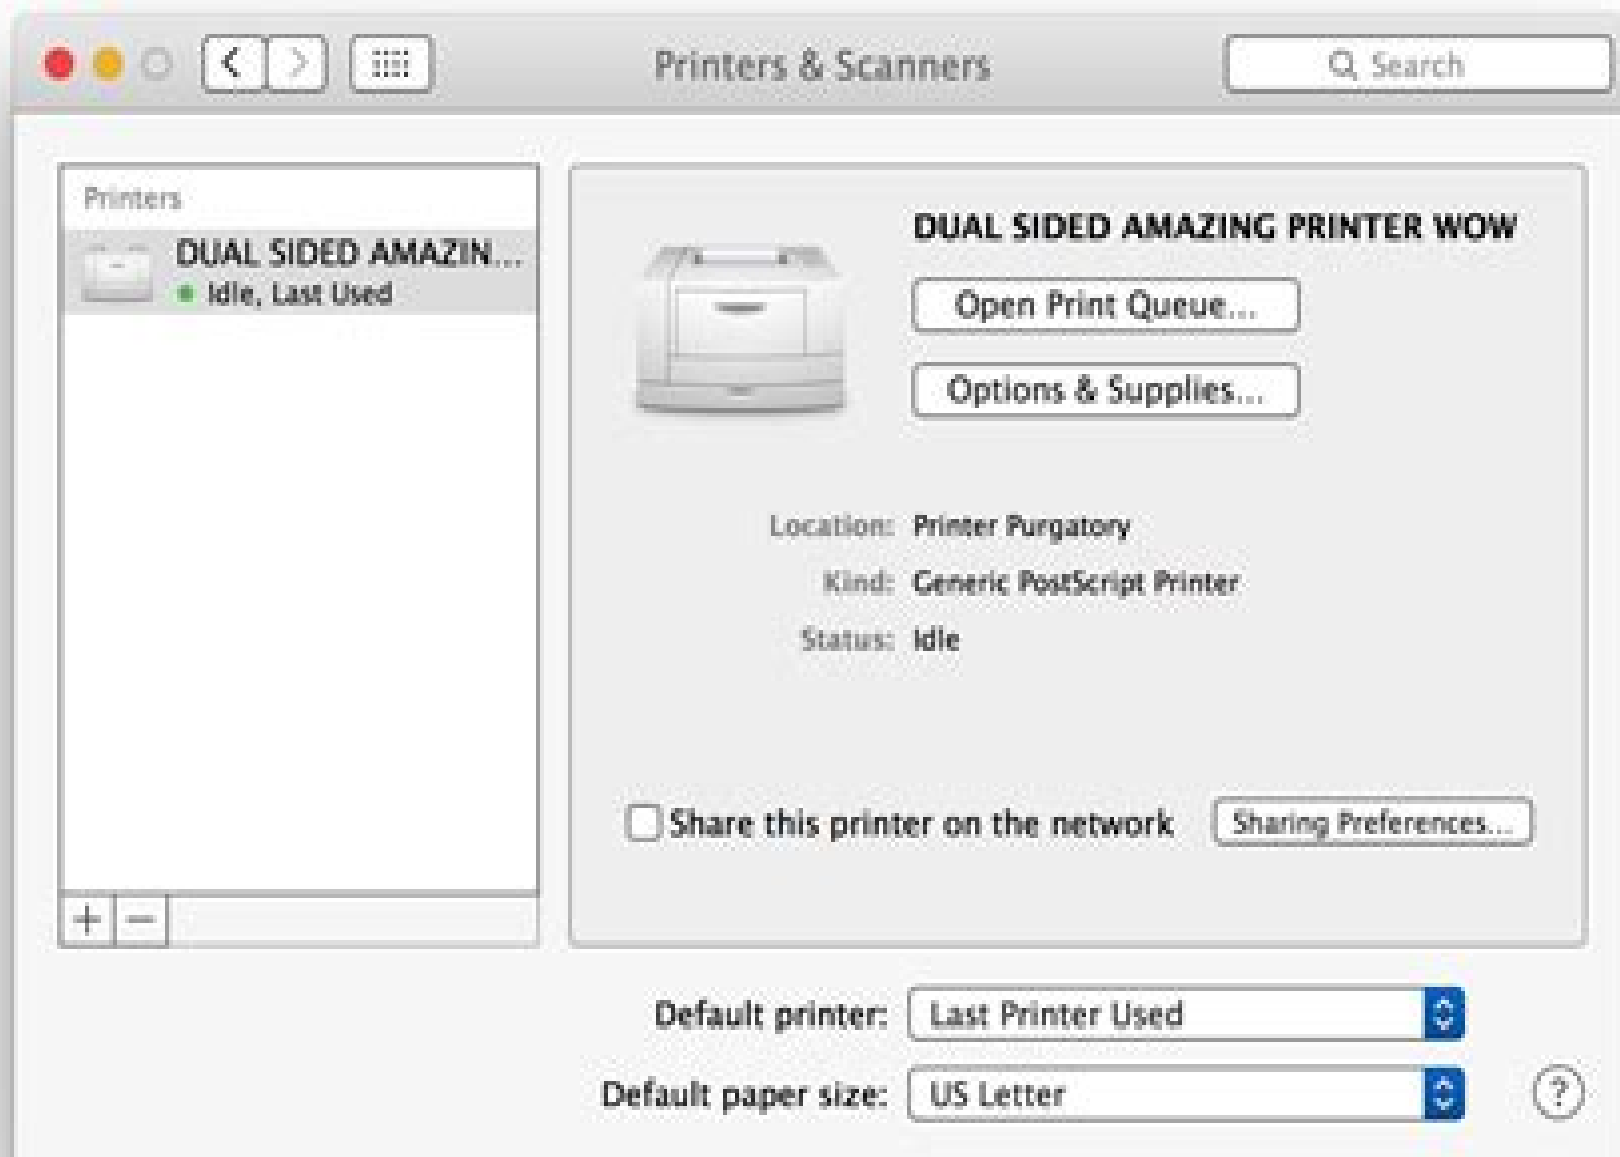 Printers & Scanners
Search
Printers
DUAL SIDED AMAZIN...
Idle, Last Used
DUAL SIDED AMAZING PRINTER WOW
Open Print Queue...
Options & Supplies...
Location: Printer Purgatory
Kind: Generic PostScript Printer
Status: Idle
Share this printer on the network
Sharing Preferences...
+ −
Default printer: Last Printer Used
Default paper size: US Letter
?